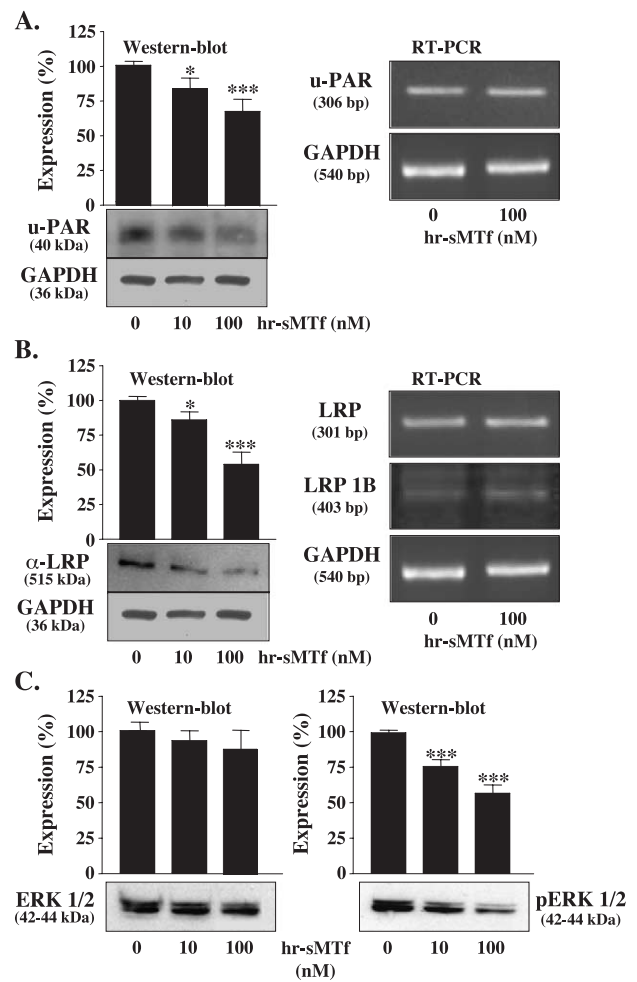 A.
Western-blot
Expression (%)
125
100
75
50
25
0
* ***
u-PAR
(40 kDa)
GAPDH
(36 kDa)
0 10 100 hr-sMTf (nM)
RT-PCR
u-PAR
(306 bp)
GAPDH
(540 bp)
0 100
hr-sMTf (nM)
B.
Western-blot
Expression (%)
125
100
75
50
25
0
* ***
α-LRP
(515 kDa)
GAPDH
(36 kDa)
0 10 100 hr-sMTf (nM)
RT-PCR
LRP
(301 bp)
LRP 1B
(403 bp)
GAPDH
(540 bp)
0 100
hr-sMTf (nM)
C.
Western-blot
Expression (%)
125
100
75
50
25
0
ERK 1/2
(42-44 kDa)
0 10 100 hr-sMTf
(nM)
Western-blot
Expression (%)
125
100
75
50
25
0
*** ***
pERK 1/2
(42-44 kDa)
0 10 100